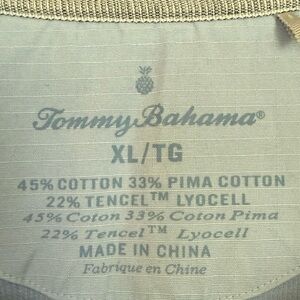 Tommy Bahama®
XL/TG
45% COTTON 33% PIMA COTTON
22% TENCEL™ LYOCELL
45% Coton 33% Coton Pima
22% Tencel™ Lyocell
MADE IN CHINA
Fabrique en Chine